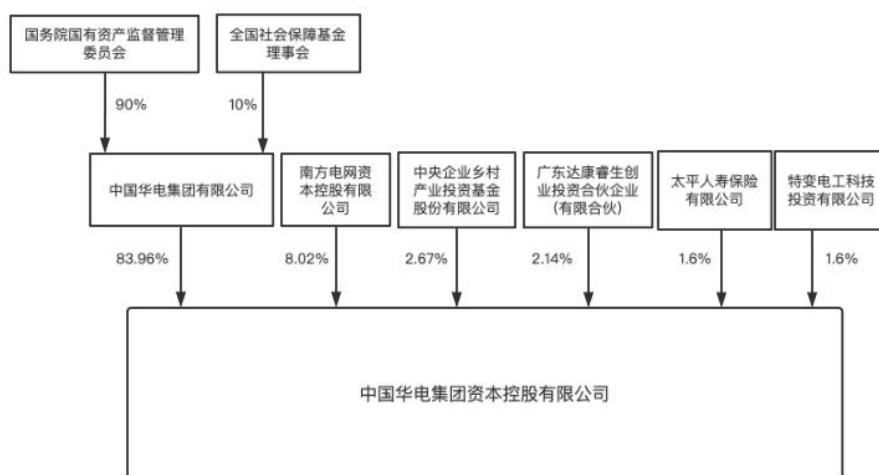 国务院国有资产监督管理
委员会
全国社会保障基金
理事会
90%
10%
中国华电集团有限公司
南方电网资
本控股有限
公司
中央企业乡村
产业投资基金
股份有限公司
广东达康睿生创
业投资合伙企业
(有限合伙)
太平人寿保险
有限公司
特变电工科技
投资有限公司
83.96%
8.02%
2.67%
2.14%
1.6%
1.6%
中国华电集团资本控股有限公司